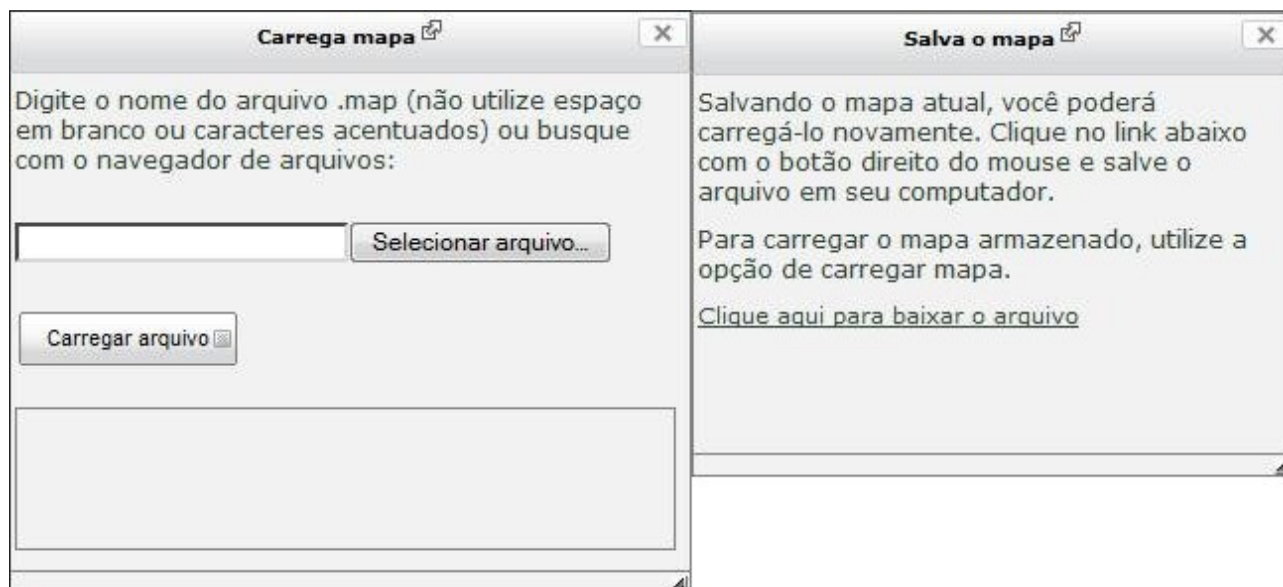 Carrega mapa
Digite o nome do arquivo .map (não utilize espaço
em branco ou caracteres acentuados) ou busque
com o navegador de arquivos:
Selecionar arquivo...
Carregar arquivo
Salva o mapa
Salvando o mapa atual, você poderá
carregá-lo novamente. Clique no link abaixo
com o botão direito do mouse e salve o
arquivo em seu computador.
Para carregar o mapa armazenado, utilize a
opção de carregar mapa.
Clique aqui para baixar o arquivo